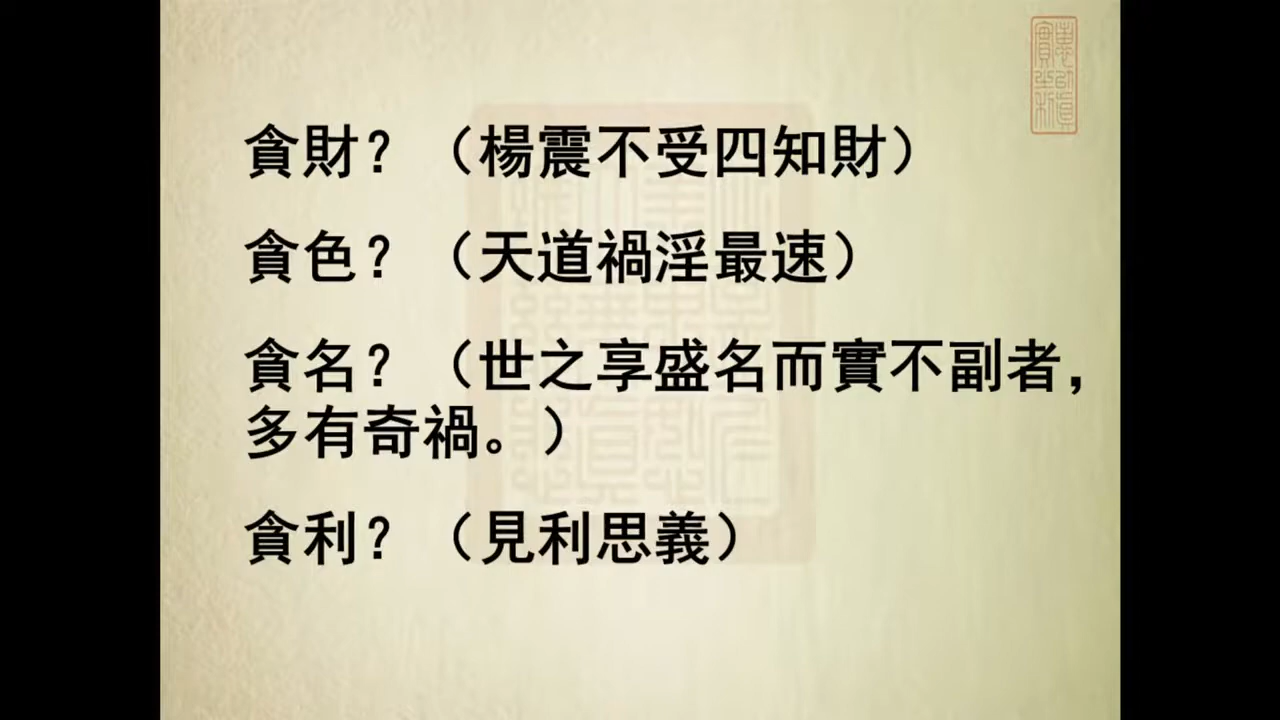 貪財?（楊震不受四知財）
貪色?（天道禍淫最速）
貪名?（世之享盛名而實不副者，
多有奇禍。）
貪利?（見利思義）